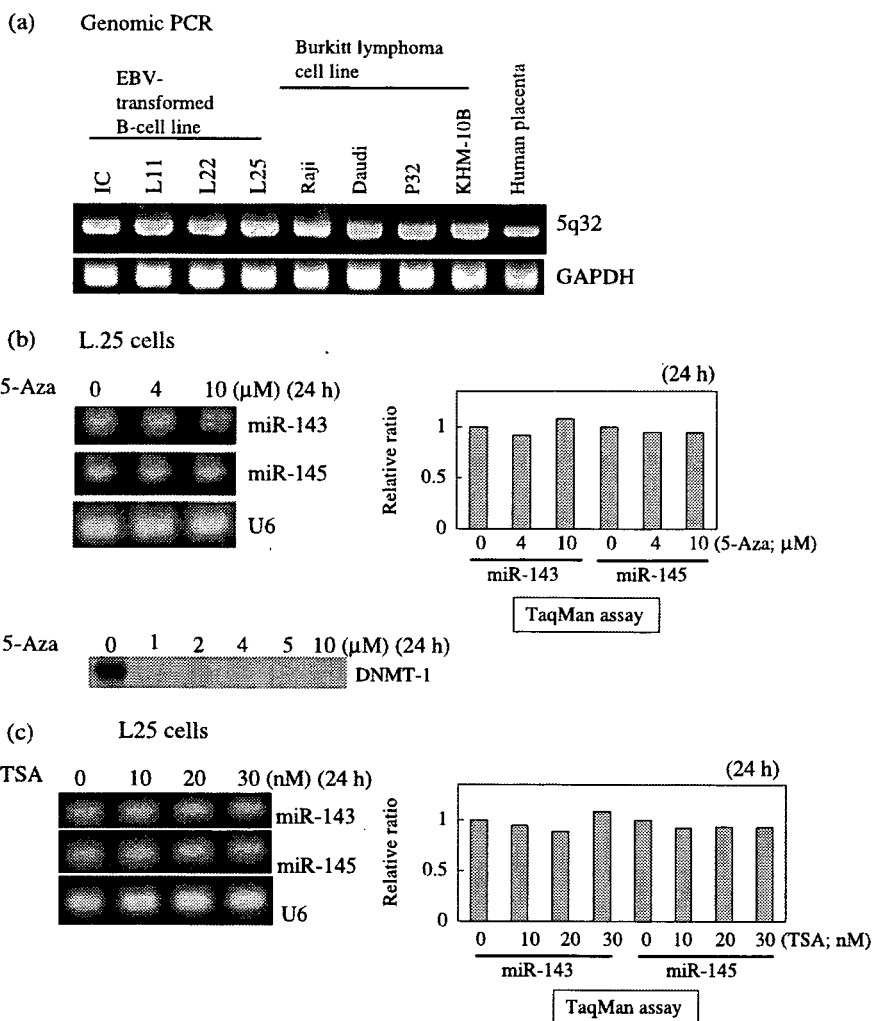 (a) Genomic PCR
EBV-
transformed
B-cell line
Burkitt lymphoma
cell line
IC L11 L22 L25 Raji Daudi P32 KHM-10B Human placenta
5q32
GAPDH
(b) L.25 cells
5-Aza 0 4 10 (μM) (24 h)
miR-143
miR-145
U6
(24 h)
Relative ratio
1
0.5
0
0 4 10 0 4 10 (5-Aza; μM)
miR-143 miR-145
TaqMan assay
5-Aza 0 1 2 4 5 10 (μM) (24 h)
DNMT-1
(c) L25 cells
TSA 0 10 20 30 (nM) (24 h)
miR-143
miR-145
U6
(24 h)
Relative ratio
1
0.5
0
0 10 20 30 0 10 20 30 (TSA; nM)
miR-143 miR-145
TaqMan assay